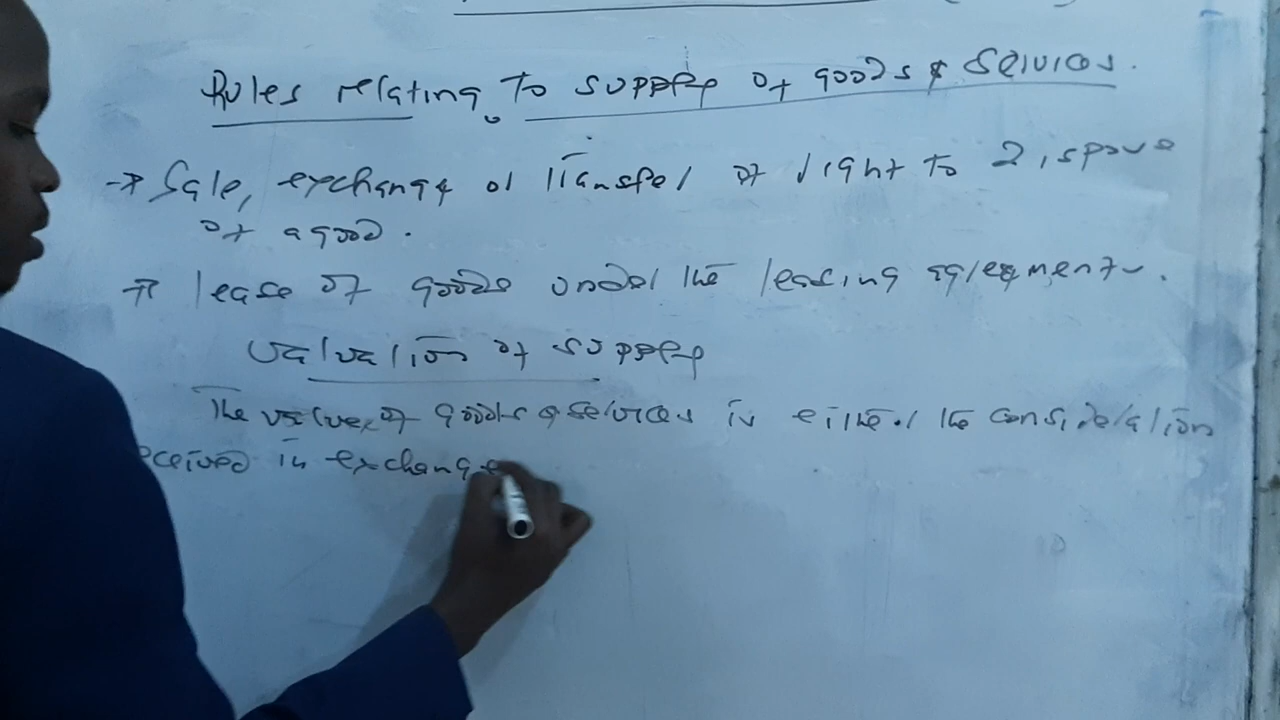 Rules relating to supply of goods & services.
→ Sale, exchange or transfer of right to dispose
of a good.
→ lease of goods under the leasing agreements.
Valuation of supply
The value of goods & services is either the consideration
received in exchange